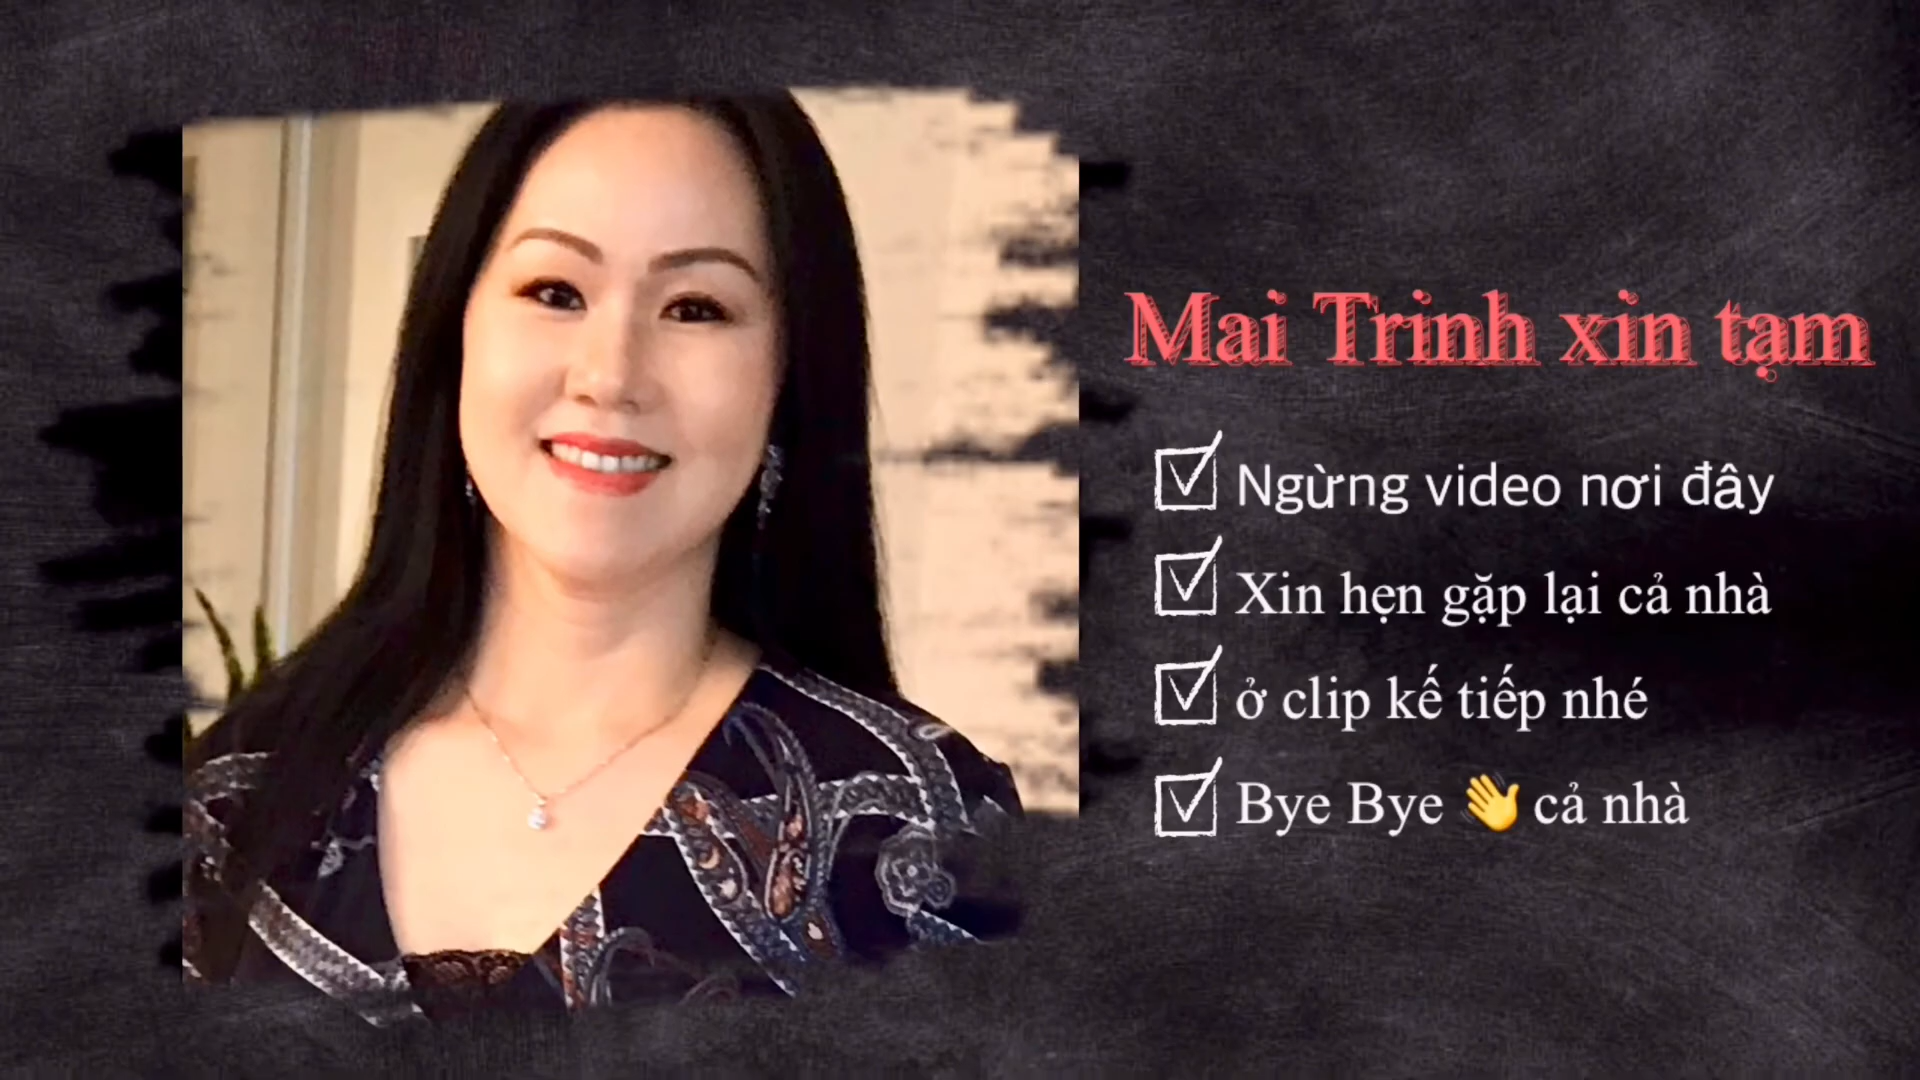 Mai Trinh xin tạm
Ngừng video nơi đây
Xin hẹn gặp lại cả nhà
ở clip kế tiếp nhé
Bye Bye 👋 cả nhà